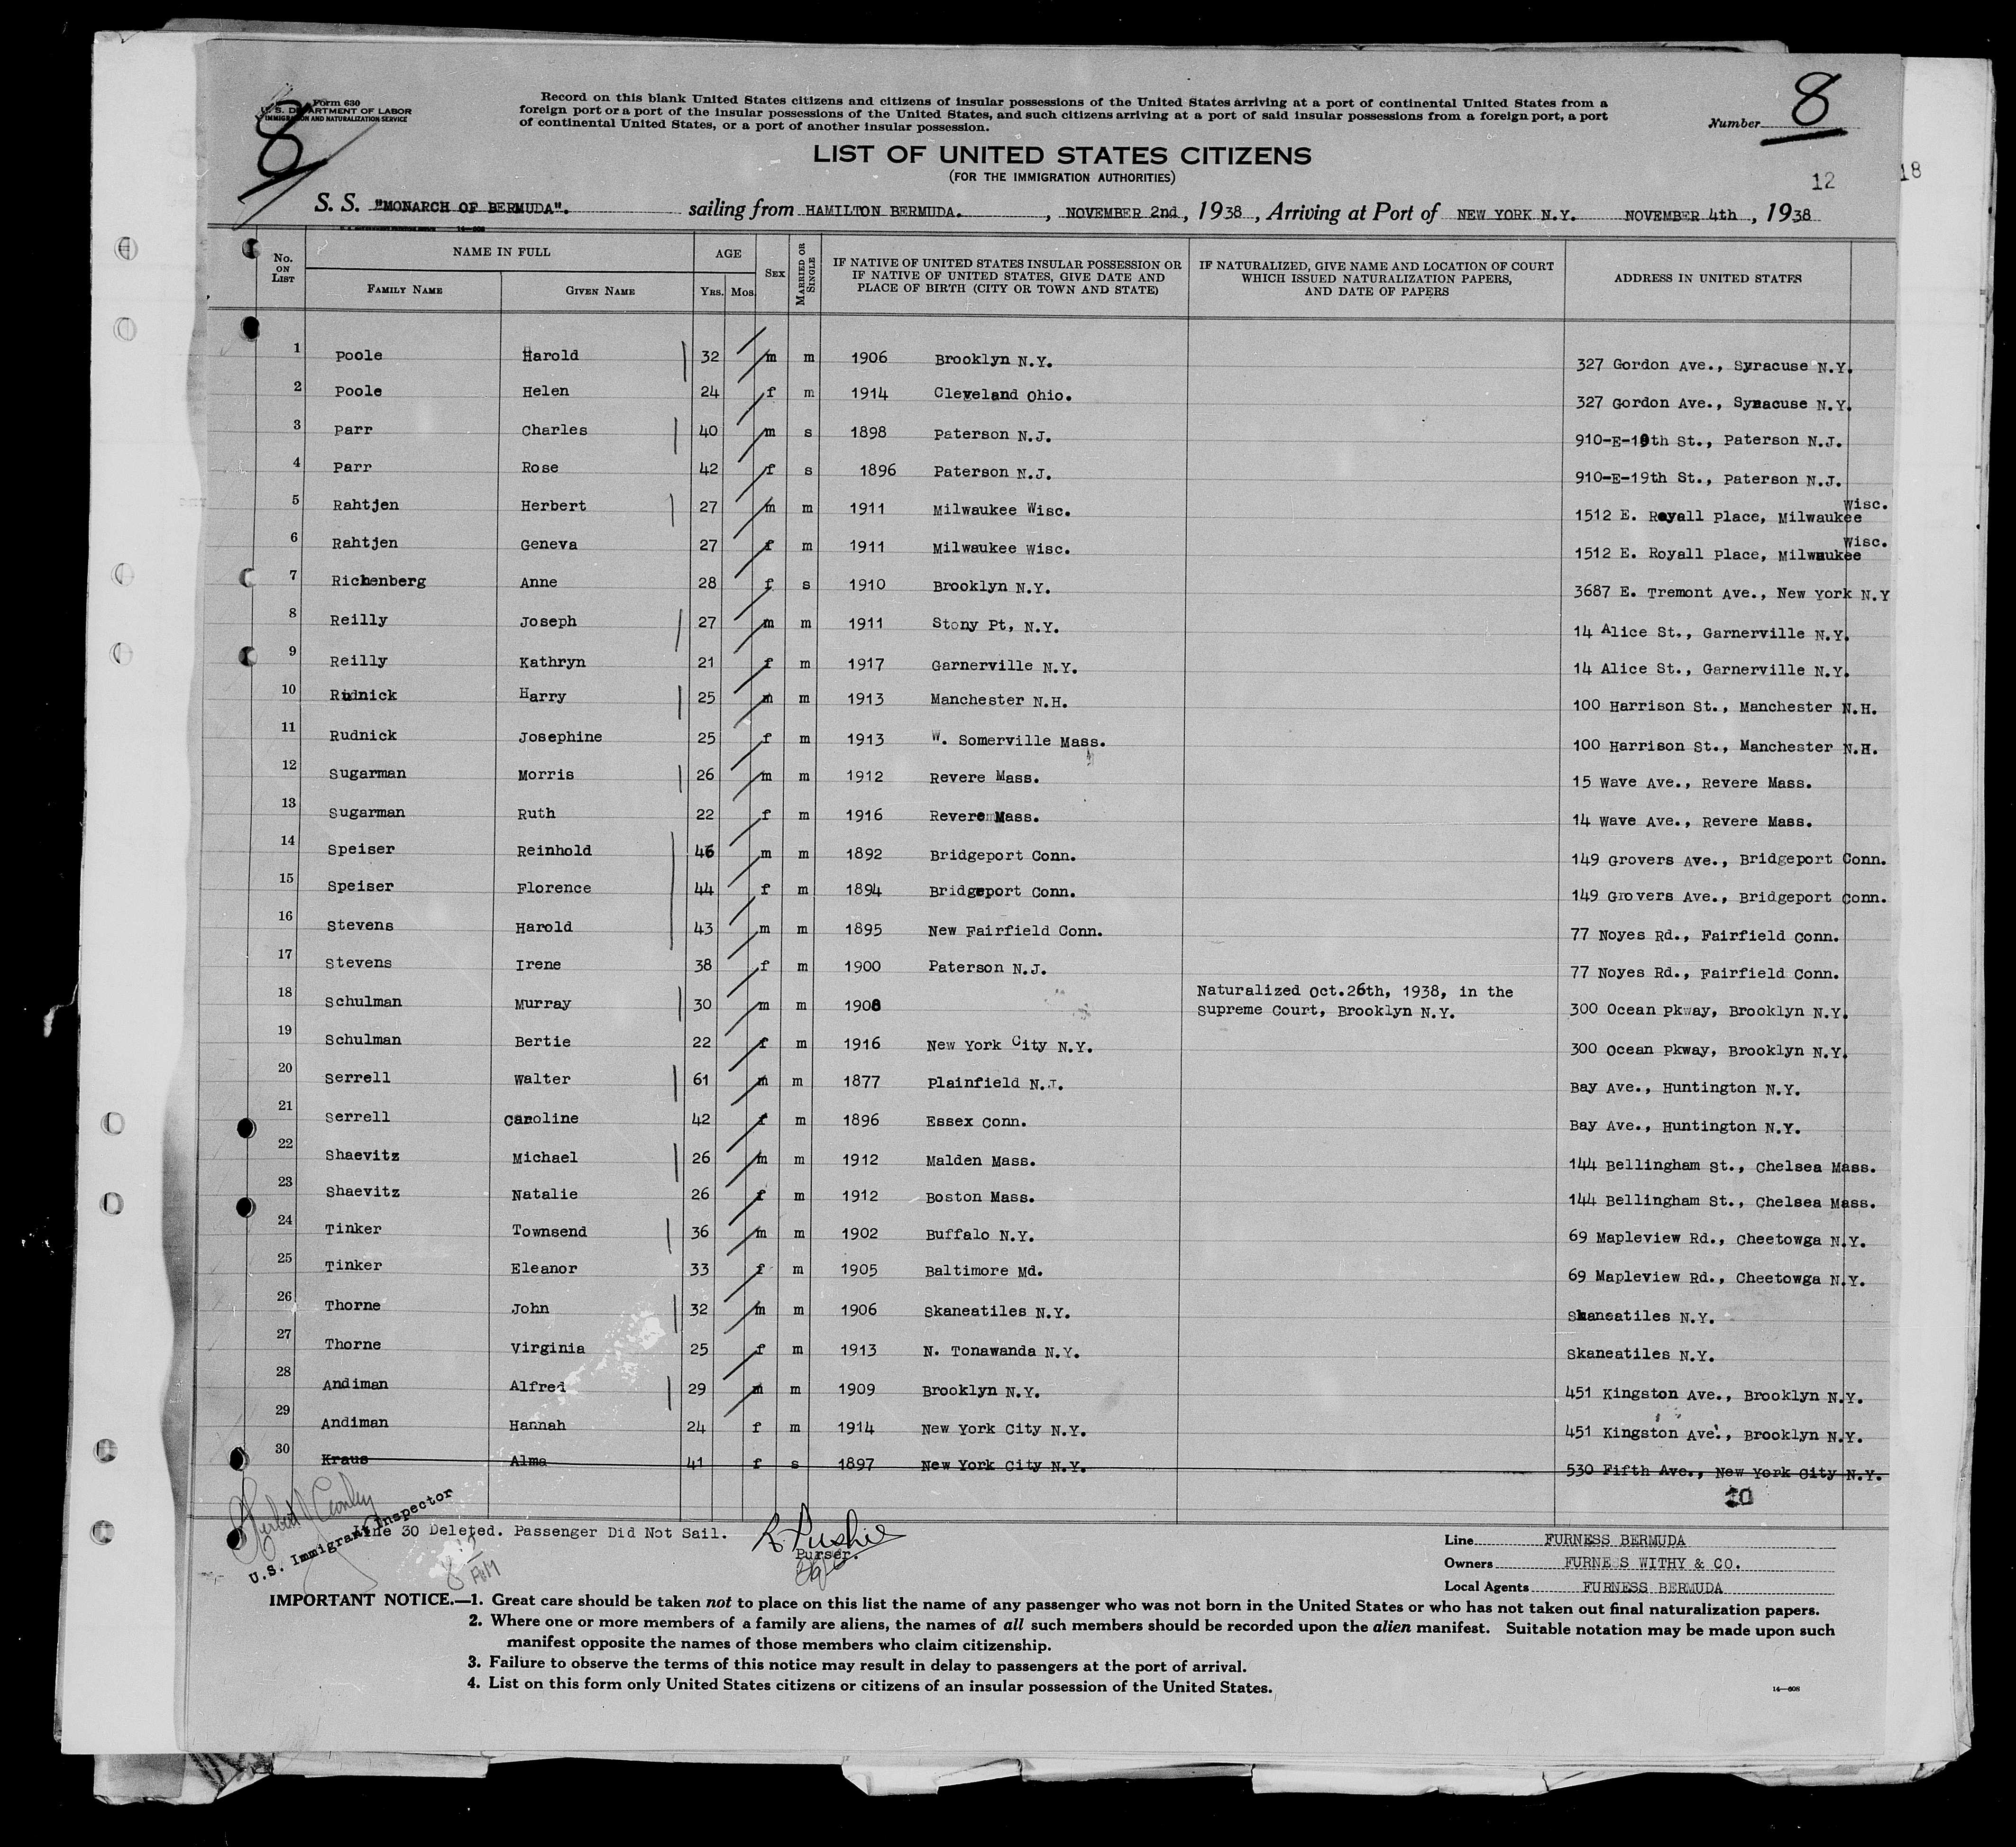 Form 630
U. S. DEPARTMENT OF LABOR
IMMIGRATION AND NATURALIZATION SERVICE
8
Record on this blank United States citizens and citizens of insular possessions of the United States arriving at a port of continental United States from a
foreign port or a port of the insular possessions of the United States, and such citizens arriving at a port of said insular possessions from a foreign port, a port
of continental United States, or a port of another insular possession.
Number 8
LIST OF UNITED STATES CITIZENS
(FOR THE IMMIGRATION AUTHORITIES)
12
18
S. S. "MONARCH OF BERMUDA". sailing from HAMILTON BERMUDA. , NOVEMBER 2nd, 1938, Arriving at Port of NEW YORK N.Y. NOVEMBER 4th, 1938
No. ON LIST NAME IN FULL FAMILY NAME GIVEN NAME AGE YRS. MOS. SEX MARRIED OR SINGLE IF NATIVE OF UNITED STATES INSULAR POSSESSION OR IF NATIVE OF UNITED STATES, GIVE DATE AND PLACE OF BIRTH (CITY OR TOWN AND STATE) IF NATURALIZED, GIVE NAME AND LOCATION OF COURT WHICH ISSUED NATURALIZATION PAPERS, AND DATE OF PAPERS ADDRESS IN UNITED STATES
1 Poole Harold 32 m m 1906 Brooklyn N.Y. 327 Gordon Ave., Syracuse N.Y.
2 Poole Helen 24 f m 1914 Cleveland Ohio. 327 Gordon Ave., Synacuse N.Y.
3 Parr Charles 40 m s 1898 Paterson N.J. 910-E-19th St., Paterson N.J.
4 Parr Rose 42 f s 1896 Paterson N.J. 910-E-19th St., Paterson N.J.
5 Rahtjen Herbert 27 m m 1911 Milwaukee Wisc. 1512 E. Royall Place, Milwaukee Wisc.
6 Rahtjen Geneva 27 f m 1911 Milwaukee Wisc. 1512 E. Royall Place, Milwaukee Wisc.
7 Richenberg Anne 28 f s 1910 Brooklyn N.Y. 3687 E. Tremont Ave., New York N.Y
8 Reilly Joseph 27 m m 1911 Stony Pt, N.Y. 14 Alice St., Garnerville N.Y.
9 Reilly Kathryn 21 f m 1917 Garnerville N.Y. 14 Alice St., Garnerville N.Y.
10 Rudnick Harry 25 m m 1913 Manchester N.H. 100 Harrison St., Manchester N.H.
11 Rudnick Josephine 25 f m 1913 W. Somerville Mass. 100 Harrison St., Manchester N.H.
12 Sugarman Morris 26 m m 1912 Revere Mass. 15 Wave Ave., Revere Mass.
13 Sugarman Ruth 22 f m 1916 Revere Mass. 14 Wave Ave., Revere Mass.
14 Speiser Reinhold 46 m m 1892 Bridgeport Conn. 149 Grovers Ave., Bridgeport Conn.
15 Speiser Florence 44 f m 1894 Bridgeport Conn. 149 Grovers Ave., Bridgeport Conn.
16 Stevens Harold 43 m m 1895 New Fairfield Conn. 77 Noyes Rd., Fairfield Conn.
17 Stevens Irene 38 f m 1900 Paterson N.J. 77 Noyes Rd., Fairfield Conn.
18 Schulman Murray 30 m m 1908 Naturalized Oct.26th, 1938, in the Supreme Court, Brooklyn N.Y. 300 Ocean Pkway, Brooklyn N.Y.
19 Schulman Bertie 22 f m 1916 New York City N.Y. 300 Ocean Pkway, Brooklyn N.Y.
20 Serrell Walter 61 m m 1877 Plainfield N.J. Bay Ave., Huntington N.Y.
21 Serrell Caroline 42 f m 1896 Essex Conn. Bay Ave., Huntington N.Y.
22 Shaevitz Michael 26 m m 1912 Malden Mass. 144 Bellingham St., Chelsea Mass.
23 Shaevitz Natalie 26 f m 1912 Boston Mass. 144 Bellingham St., Chelsea Mass.
24 Tinker Townsend 36 m m 1902 Buffalo N.Y. 69 Mapleview Rd., Cheetowga N.Y.
25 Tinker Eleanor 33 f m 1905 Baltimore Md. 69 Mapleview Rd., Cheetowga N.Y.
26 Thorne John 32 m m 1906 Skaneatiles N.Y. Skaneatiles N.Y.
27 Thorne Virginia 25 f m 1913 N. Tonawanda N.Y. Skaneatiles N.Y.
28 Andiman Alfred 29 m m 1909 Brooklyn N.Y. 451 Kingston Ave., Brooklyn N.Y.
29 Andiman Hannah 24 f m 1914 New York City N.Y. 451 Kingston Ave., Brooklyn N.Y.
30 Kraus Alma 41 f s 1897 New York City N.Y. 530 Fifth Ave., New York City N.Y.
U.S. Immigrant Inspector
Line 30 Deleted. Passenger Did Not Sail.
Purser.
Line FURNESS BERMUDA
Owners FURNESS WITHY & CO.
Local Agents FURNESS BERMUDA
IMPORTANT NOTICE.—1. Great care should be taken not to place on this list the name of any passenger who was not born in the United States or who has not taken out final naturalization papers.
2. Where one or more members of a family are aliens, the names of all such members should be recorded upon the alien manifest. Suitable notation may be made upon such
manifest opposite the names of those members who claim citizenship.
3. Failure to observe the terms of this notice may result in delay to passengers at the port of arrival.
4. List on this form only United States citizens or citizens of an insular possession of the United States.
14—608